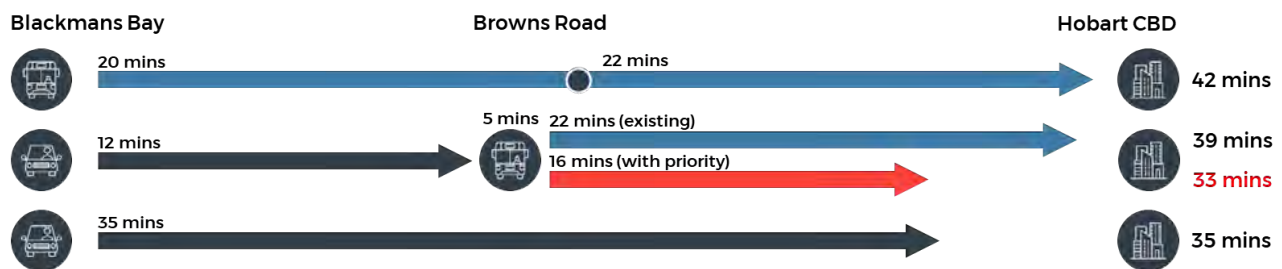 Blackmans Bay
Browns Road
Hobart CBD
20 mins
22 mins
42 mins
12 mins
5 mins
22 mins (existing)
16 mins (with priority)
39 mins
33 mins
35 mins
35 mins